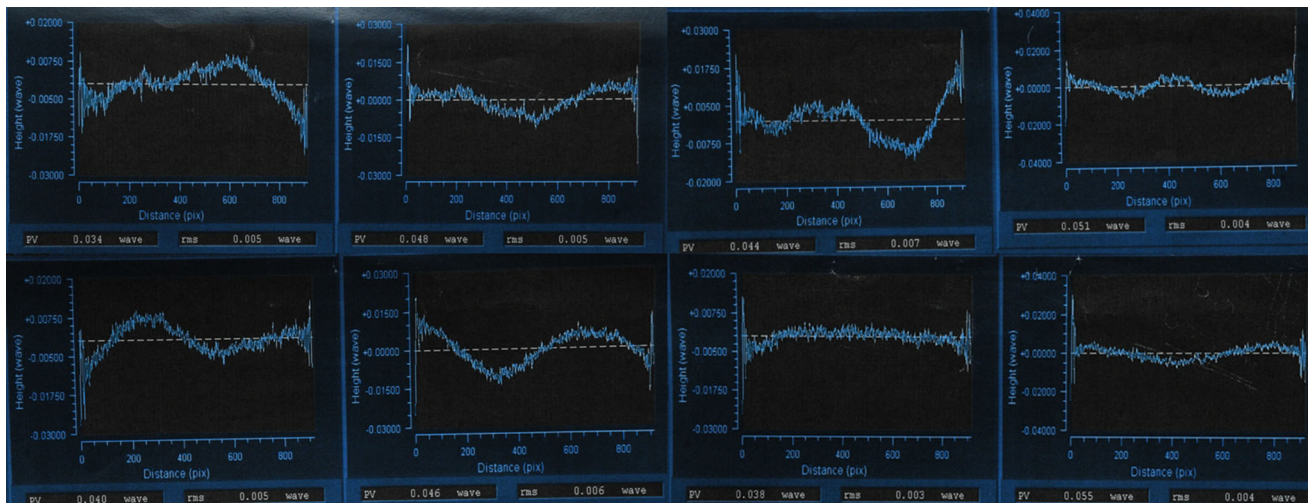 +0.02000
+0.00750
-0.00500
-0.01750
-0.03000
Height (wave)
0 200 400 600 800
Distance (pix)
PV 0.034 wave rms 0.005 wave
+0.03000
+0.01500
+0.00000
-0.01500
-0.03000
Height (wave)
0 200 400 600 800
Distance (pix)
PV 0.048 wave rms 0.005 wave
+0.03000
+0.01750
+0.00500
-0.00750
-0.02000
Height (wave)
0 200 400 600 800
Distance (pix)
PV 0.044 wave rms 0.007 wave
+0.04000
+0.02000
+0.00000
-0.02000
-0.04000
Height (wave)
0 200 400 600 800
Distance (pix)
PV 0.051 wave rms 0.004 wave
+0.02000
+0.00750
-0.00500
-0.01750
-0.03000
Height (wave)
0 200 400 600 800
Distance (pix)
PV 0.040 wave rms 0.005 wave
+0.03000
+0.01500
+0.00000
-0.01500
-0.03000
Height (wave)
0 200 400 600 800
Distance (pix)
PV 0.046 wave rms 0.006 wave
+0.02000
+0.00750
-0.00500
-0.01750
-0.03000
Height (wave)
0 200 400 600 800
Distance (pix)
PV 0.038 wave rms 0.003 wave
+0.04000
+0.02000
+0.00000
-0.02000
-0.04000
Height (wave)
0 200 400 600 800
Distance (pix)
PV 0.055 wave rms 0.004 wave